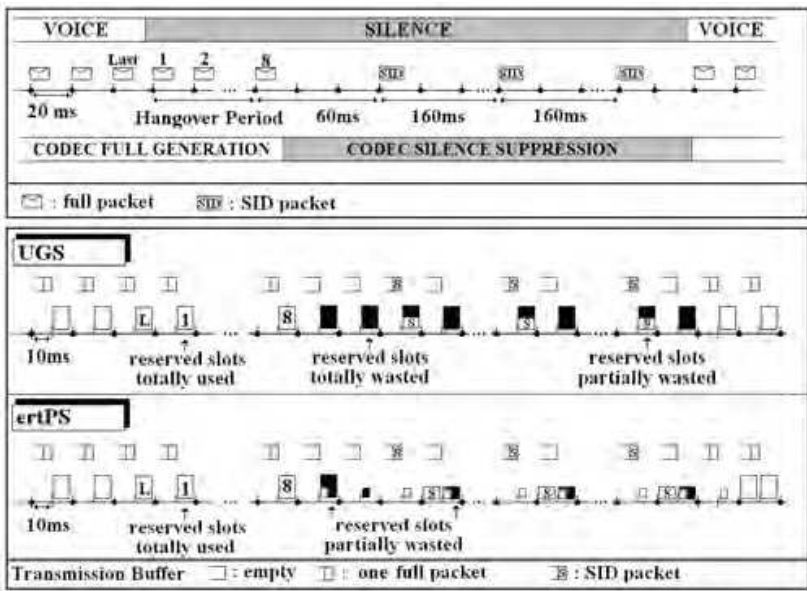 VOICE SILENCE VOICE
Last 1 2 8
SID SID SID
20 ms Hangover Period 60ms 160ms 160ms
CODEC FULL GENERATION CODEC SILENCE SUPPRESSION
: full packet SID : SID packet
UGS
S S S
L 1 8 S S S
10ms reserved slots reserved slots reserved slots
totally used totally wasted partially wasted
ertPS
S S S
L 1 8 S S S
10ms reserved slots reserved slots
totally used partially wasted
Transmission Buffer : empty : one full packet S : SID packet